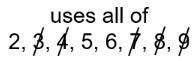 uses all of
2, 3, 4, 5, 6, 7, 8, 9